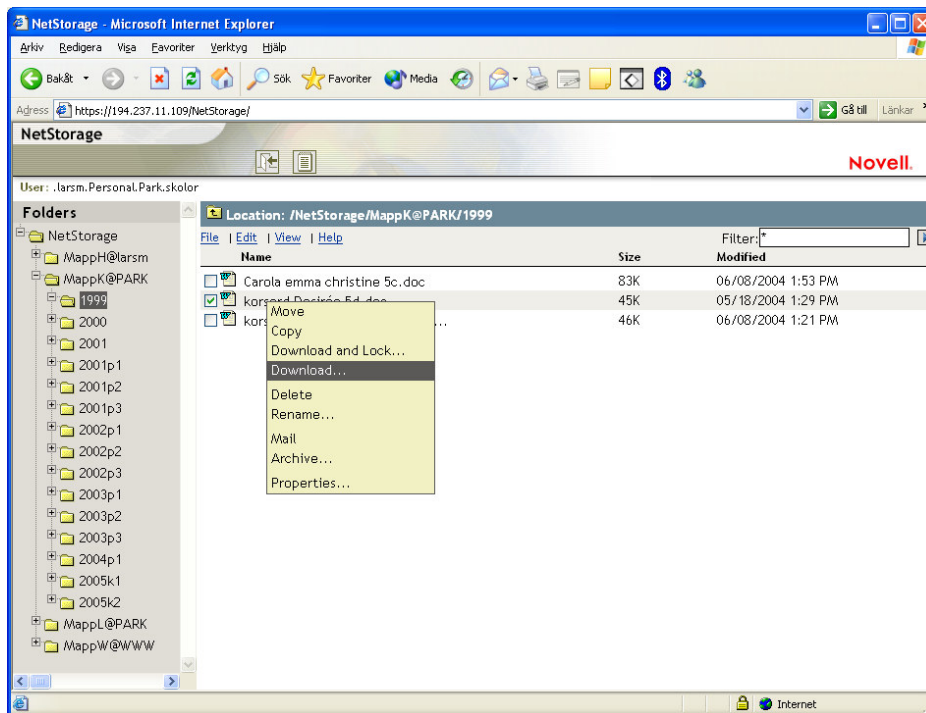 NetStorage - Microsoft Internet Explorer
Arkiv Redigera Visa Favoriter Verktyg Hjälp
Bakåt Sök Favoriter Media
Adress https://194.237.11.109/NetStorage/ Gå till Länkar
NetStorage
Novell.
User: .larsm.Personal.Park.skolor
Folders
NetStorage
MappH@larsm
MappK@PARK
1999
2000
2001
2001p1
2001p2
2001p3
2002p1
2002p2
2002p3
2003p1
2003p2
2003p3
2004p1
2005k1
2005k2
MappL@PARK
MappW@WWW
Location: /NetStorage/MappK@PARK/1999
File | Edit | View | Help Filter: *
Name Size Modified
Carola emma christine 5c.doc 83K 06/08/2004 1:53 PM
korsord Desirée 5d.doc 45K 05/18/2004 1:29 PM
kors ... 46K 06/08/2004 1:21 PM
Move
Copy
Download and Lock...
Download...
Delete
Rename...
Mail
Archive...
Properties...
Internet